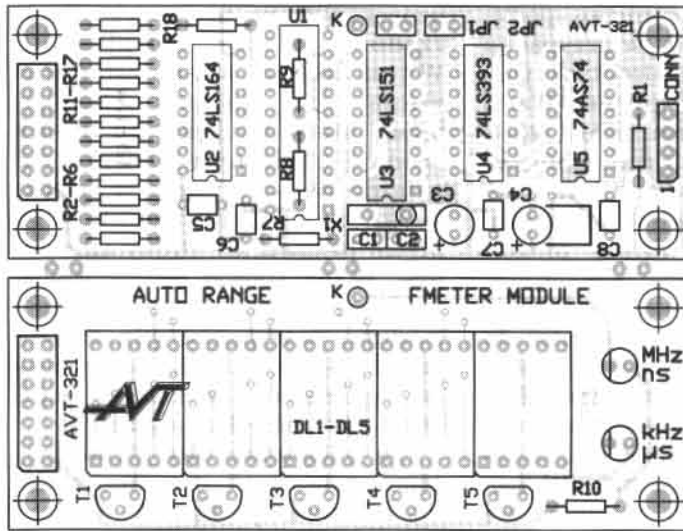 R18
U1
K
JP1
JP2
AVT-321
R11-R17
R2-R6
U2 74LS164
R9
R8
U3 74LS151
U4 74LS393
U5 74AS74
R1
CONN
1
C5
C6
R7
X1
C1 C2
C3
+
C7
C4
+
C8
AUTO RANGE
K
FMETER MODULE
AVT-321
AVT
DL1-DL5
MHz
ns
kHz
µs
T1
T2
T3
T4
T5
R10